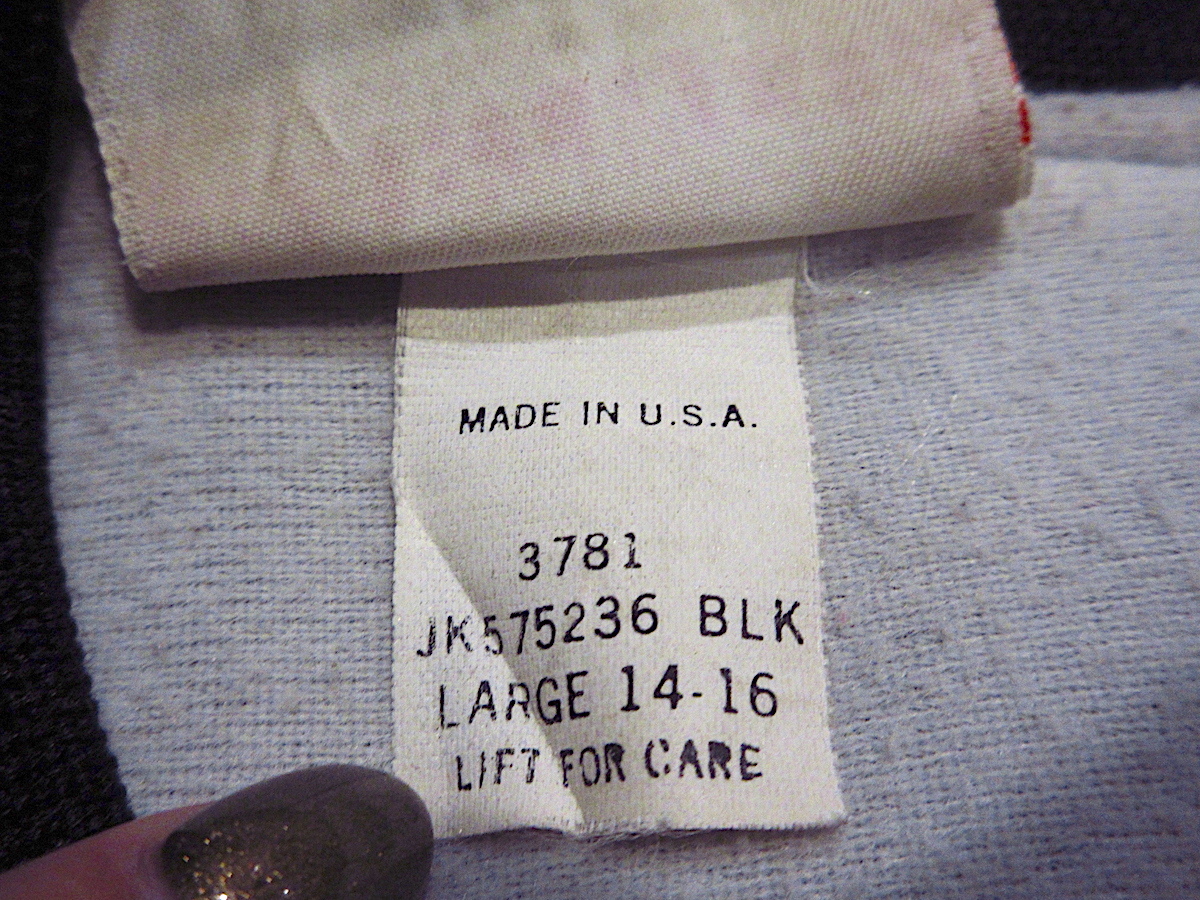 MADE IN U.S.A.
3781
JK575236 BLK
LARGE 14-16
LIFT FOR CARE